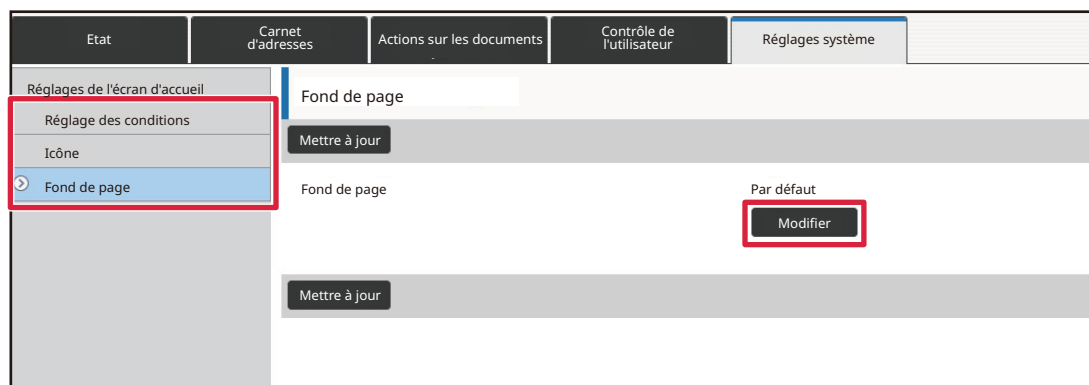 Etat
Carnet
d'adresses
Actions sur les documents
Contrôle de
l'utilisateur
Réglages système
Réglages de l'écran d'accueil
Réglage des conditions
Icône
Fond de page
Fond de page
Mettre à jour
Fond de page
Par défaut
Modifier
Mettre à jour